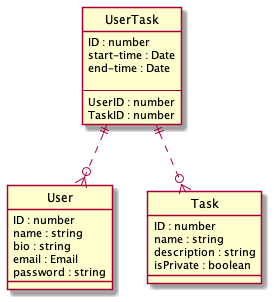 UserTask
ID : number
start-time : Date
end-time : Date
UserID : number
TaskID : number
User
ID : number
name : string
bio : string
email : Email
password : string
Task
ID : number
name : string
description : string
isPrivate : boolean